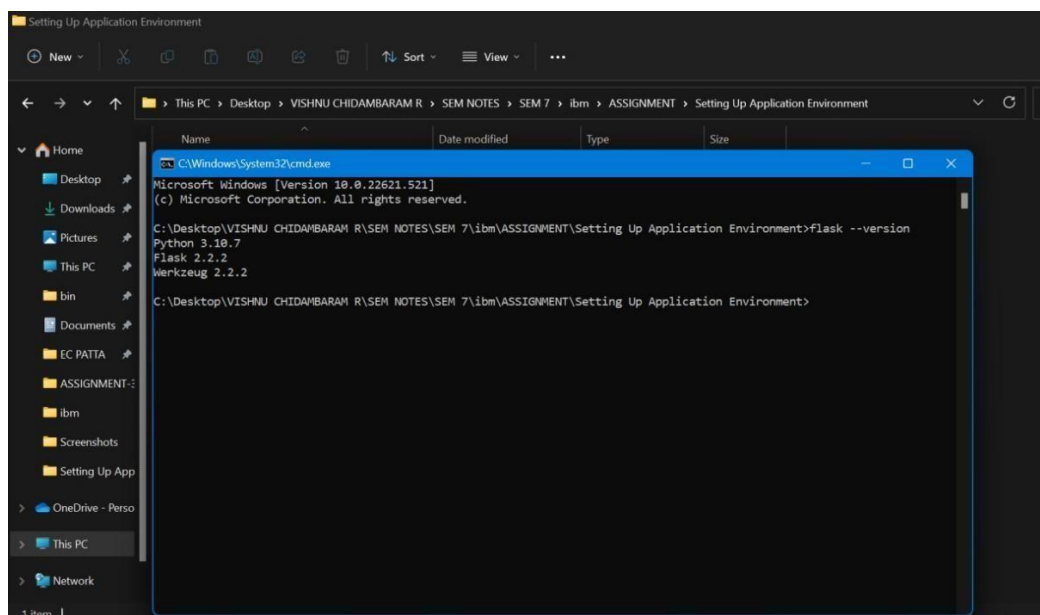 Setting Up Application Environment
New
Sort
View
This PC > Desktop > VISHNU CHIDAMBARAM R > SEM NOTES > SEM 7 > ibm > ASSIGNMENT > Setting Up Application Environment
Name Date modified Type Size
Home
Desktop
Downloads
Pictures
This PC
bin
Documents
EC PATTA
ASSIGNMENT-
ibm
Screenshots
Setting Up App
OneDrive - Perso
This PC
Network
1 item
C:\Windows\System32\cmd.exe
Microsoft Windows [Version 10.0.22621.521]
(c) Microsoft Corporation. All rights reserved.
C:\Desktop\VISHNU CHIDAMBARAM R\SEM NOTES\SEM 7\ibm\ASSIGNMENT\Setting Up Application Environment>flask --version
Python 3.10.7
Flask 2.2.2
Werkzeug 2.2.2
C:\Desktop\VISHNU CHIDAMBARAM R\SEM NOTES\SEM 7\ibm\ASSIGNMENT\Setting Up Application Environment>